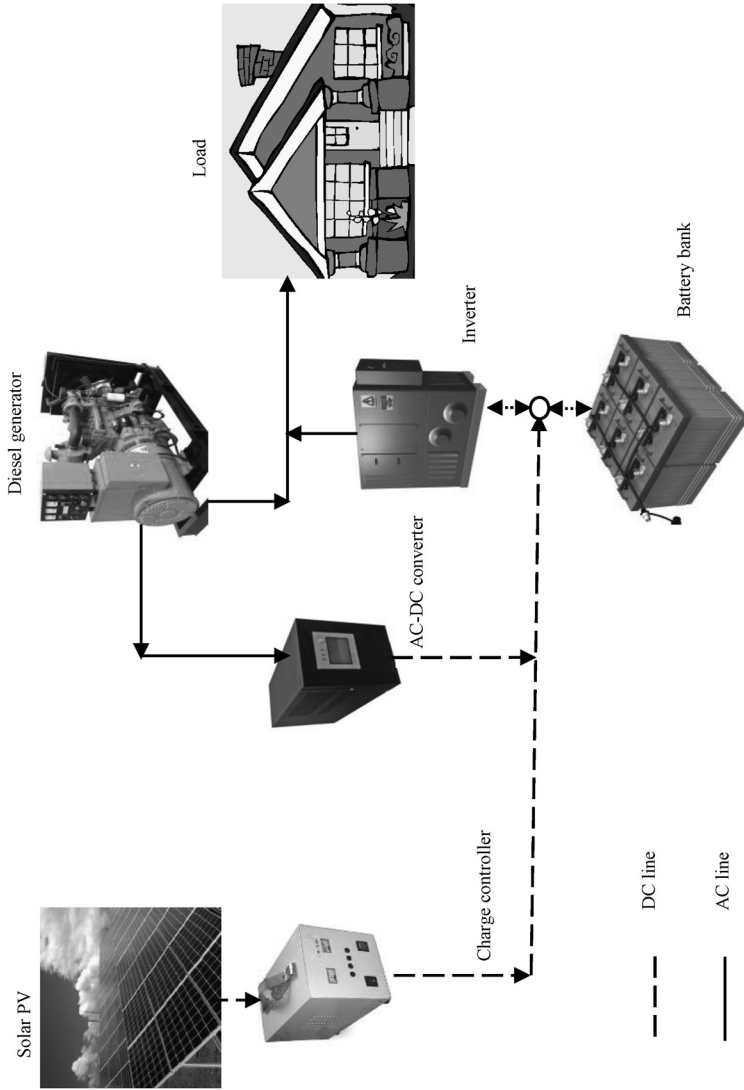 Solar PV
Diesel generator
Load
AC-DC converter
Inverter
Charge controller
Battery bank
DC line
AC line